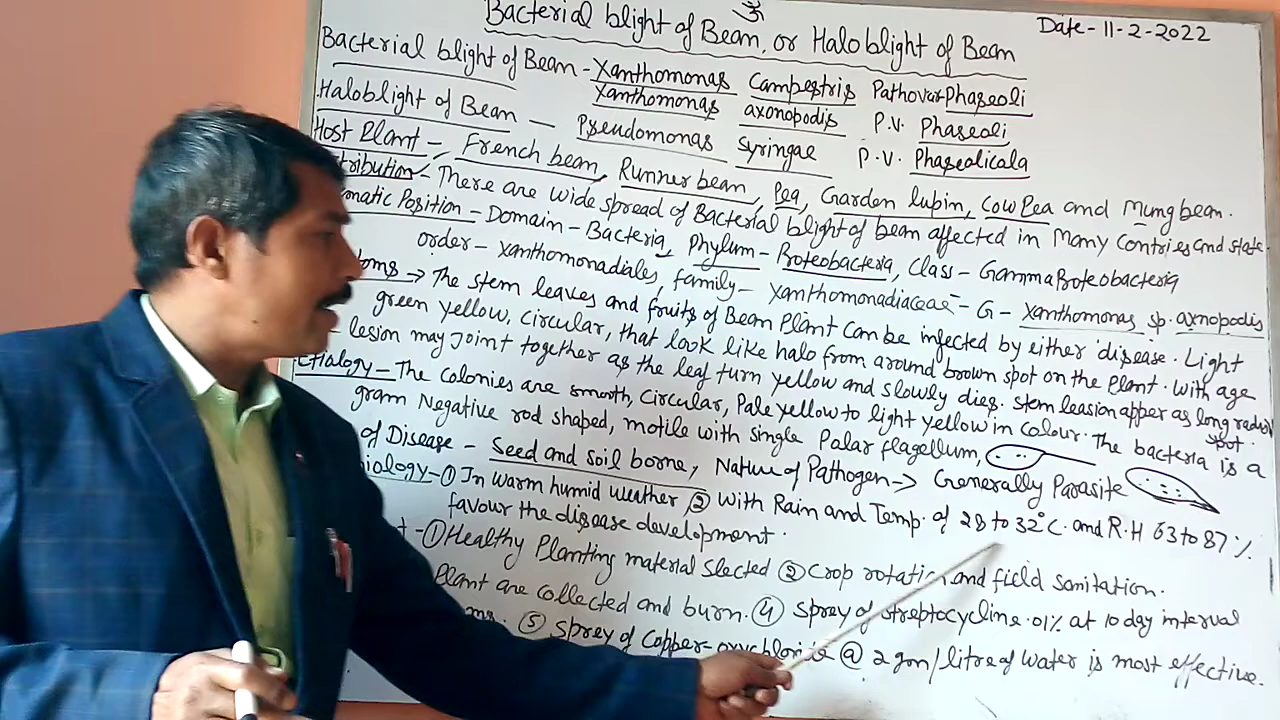 ॐ
Bacterial blight of Bean, or Halo blight of Bean
Date- 11-2-2022
Bacterial blight of Bean - Xanthomonas Campestris Pathovar Phaseoli
Xanthomonas axonopodis P.V. Phaseoli
Haloblight of Bean — Pseudomonas Syringae P.V. Phaseolicala
Host Plant - French bean, Runner bean, Pea, Garden lupin, Cow Pea and Mung bean.
tribution - There are wide spread of Bacterial blight of bean affected in Many Contries and state.
matic Position - Domain - Bacteria, Phylum - Proteobacteria, Class - GammaProteobacteria
order - xanthomonadiales, family - xanthomonadiaceae - G - xanthomonas sp. axnopodis
oms → The stem leaves and fruits of Bean Plant can be infected by either disease. Light
green yellow, Circular, that look like halo from around brown spot on the Plant. with age
lesion may joint together as the leaf turn yellow and slowly dies. stem leasion apper as long radish spot.
Etialogy - The colonies are smooth, Circular, Pale yellow to light yellow in colour. The bacteria is a
gram Negative rod shaped, motile with single Palar flagellum,
of Disease - Seed and soil borne, Nature of Pathogen → Generally Parasite
iology - ① In warm humid weather, ② with Rain and Temp. of 28 to 32°C. and R.H 63 to 87 %.
favour the disease development.
t - ① Healthy Planting material slected ② Crop rotation and field sanitation.
Plant are collected and burn. ④ Sprey of streptocycline .01% at 10 day interval
⑤ Sprey of Copper-oxychloride @ 2 gm/litre of water is most effective.